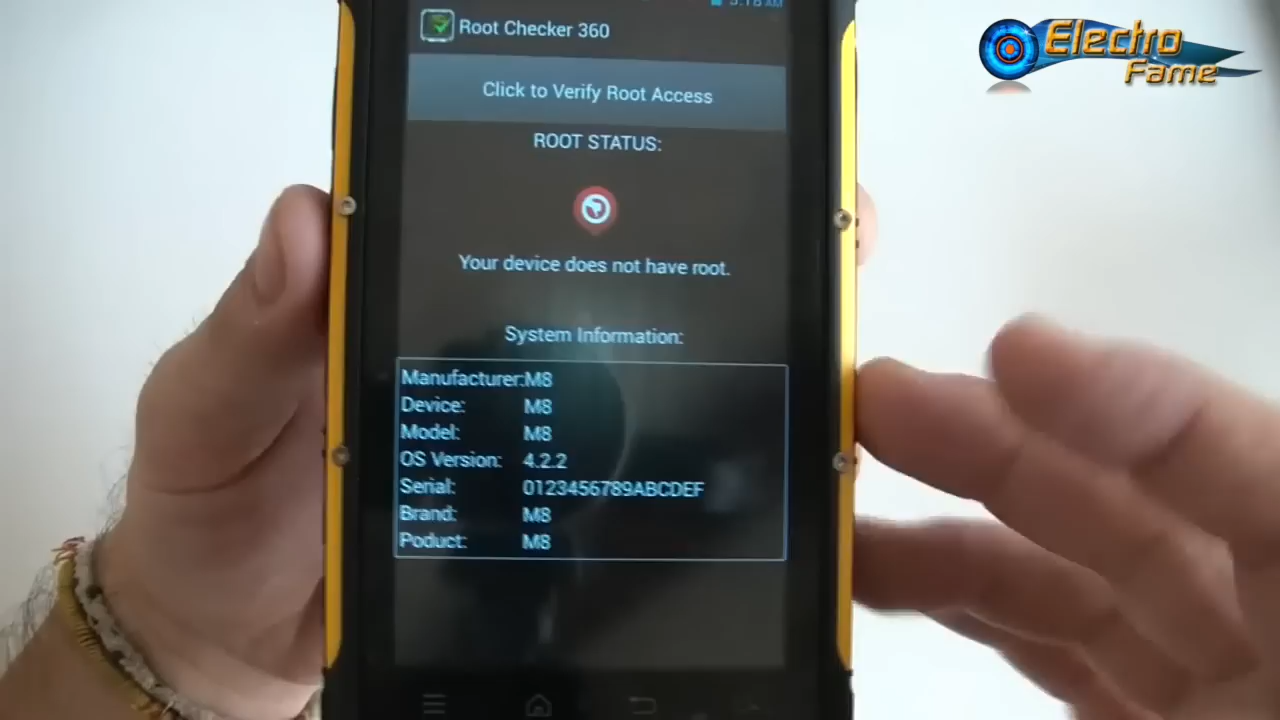 Electro
Fame
Root Checker 360
Click to Verify Root Access
ROOT STATUS:
Your device does not have root.
System Information:
Manufacturer:M8
Device: M8
Model: M8
OS Version: 4.2.2
Serial: 0123456789ABCDEF
Brand: M8
Poduct: M8